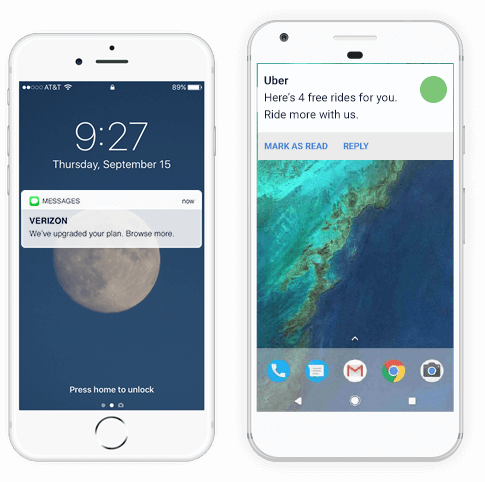 AT&T
89%
9:27
Thursday, September 15
MESSAGES
now
VERIZON
We've upgraded your plan. Browse more.
Press home to unlock
Uber
Here's 4 free rides for you.
Ride more with us.
MARK AS READ REPLY